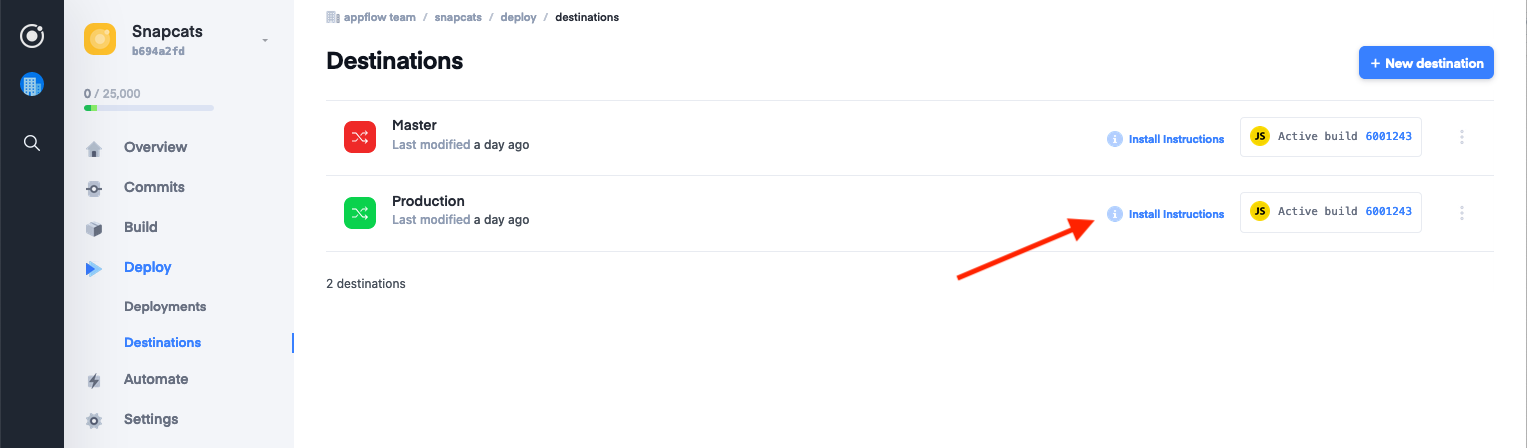 Snapcats
b694a2fd
0 / 25,000
Overview
Commits
Build
Deploy
Deployments
Destinations
Automate
Settings
appflow team / snapcats / deploy / destinations
Destinations
+ New destination
Master
Last modified a day ago
Install Instructions
JS Active build 6001243
Production
Last modified a day ago
Install Instructions
JS Active build 6001243
2 destinations